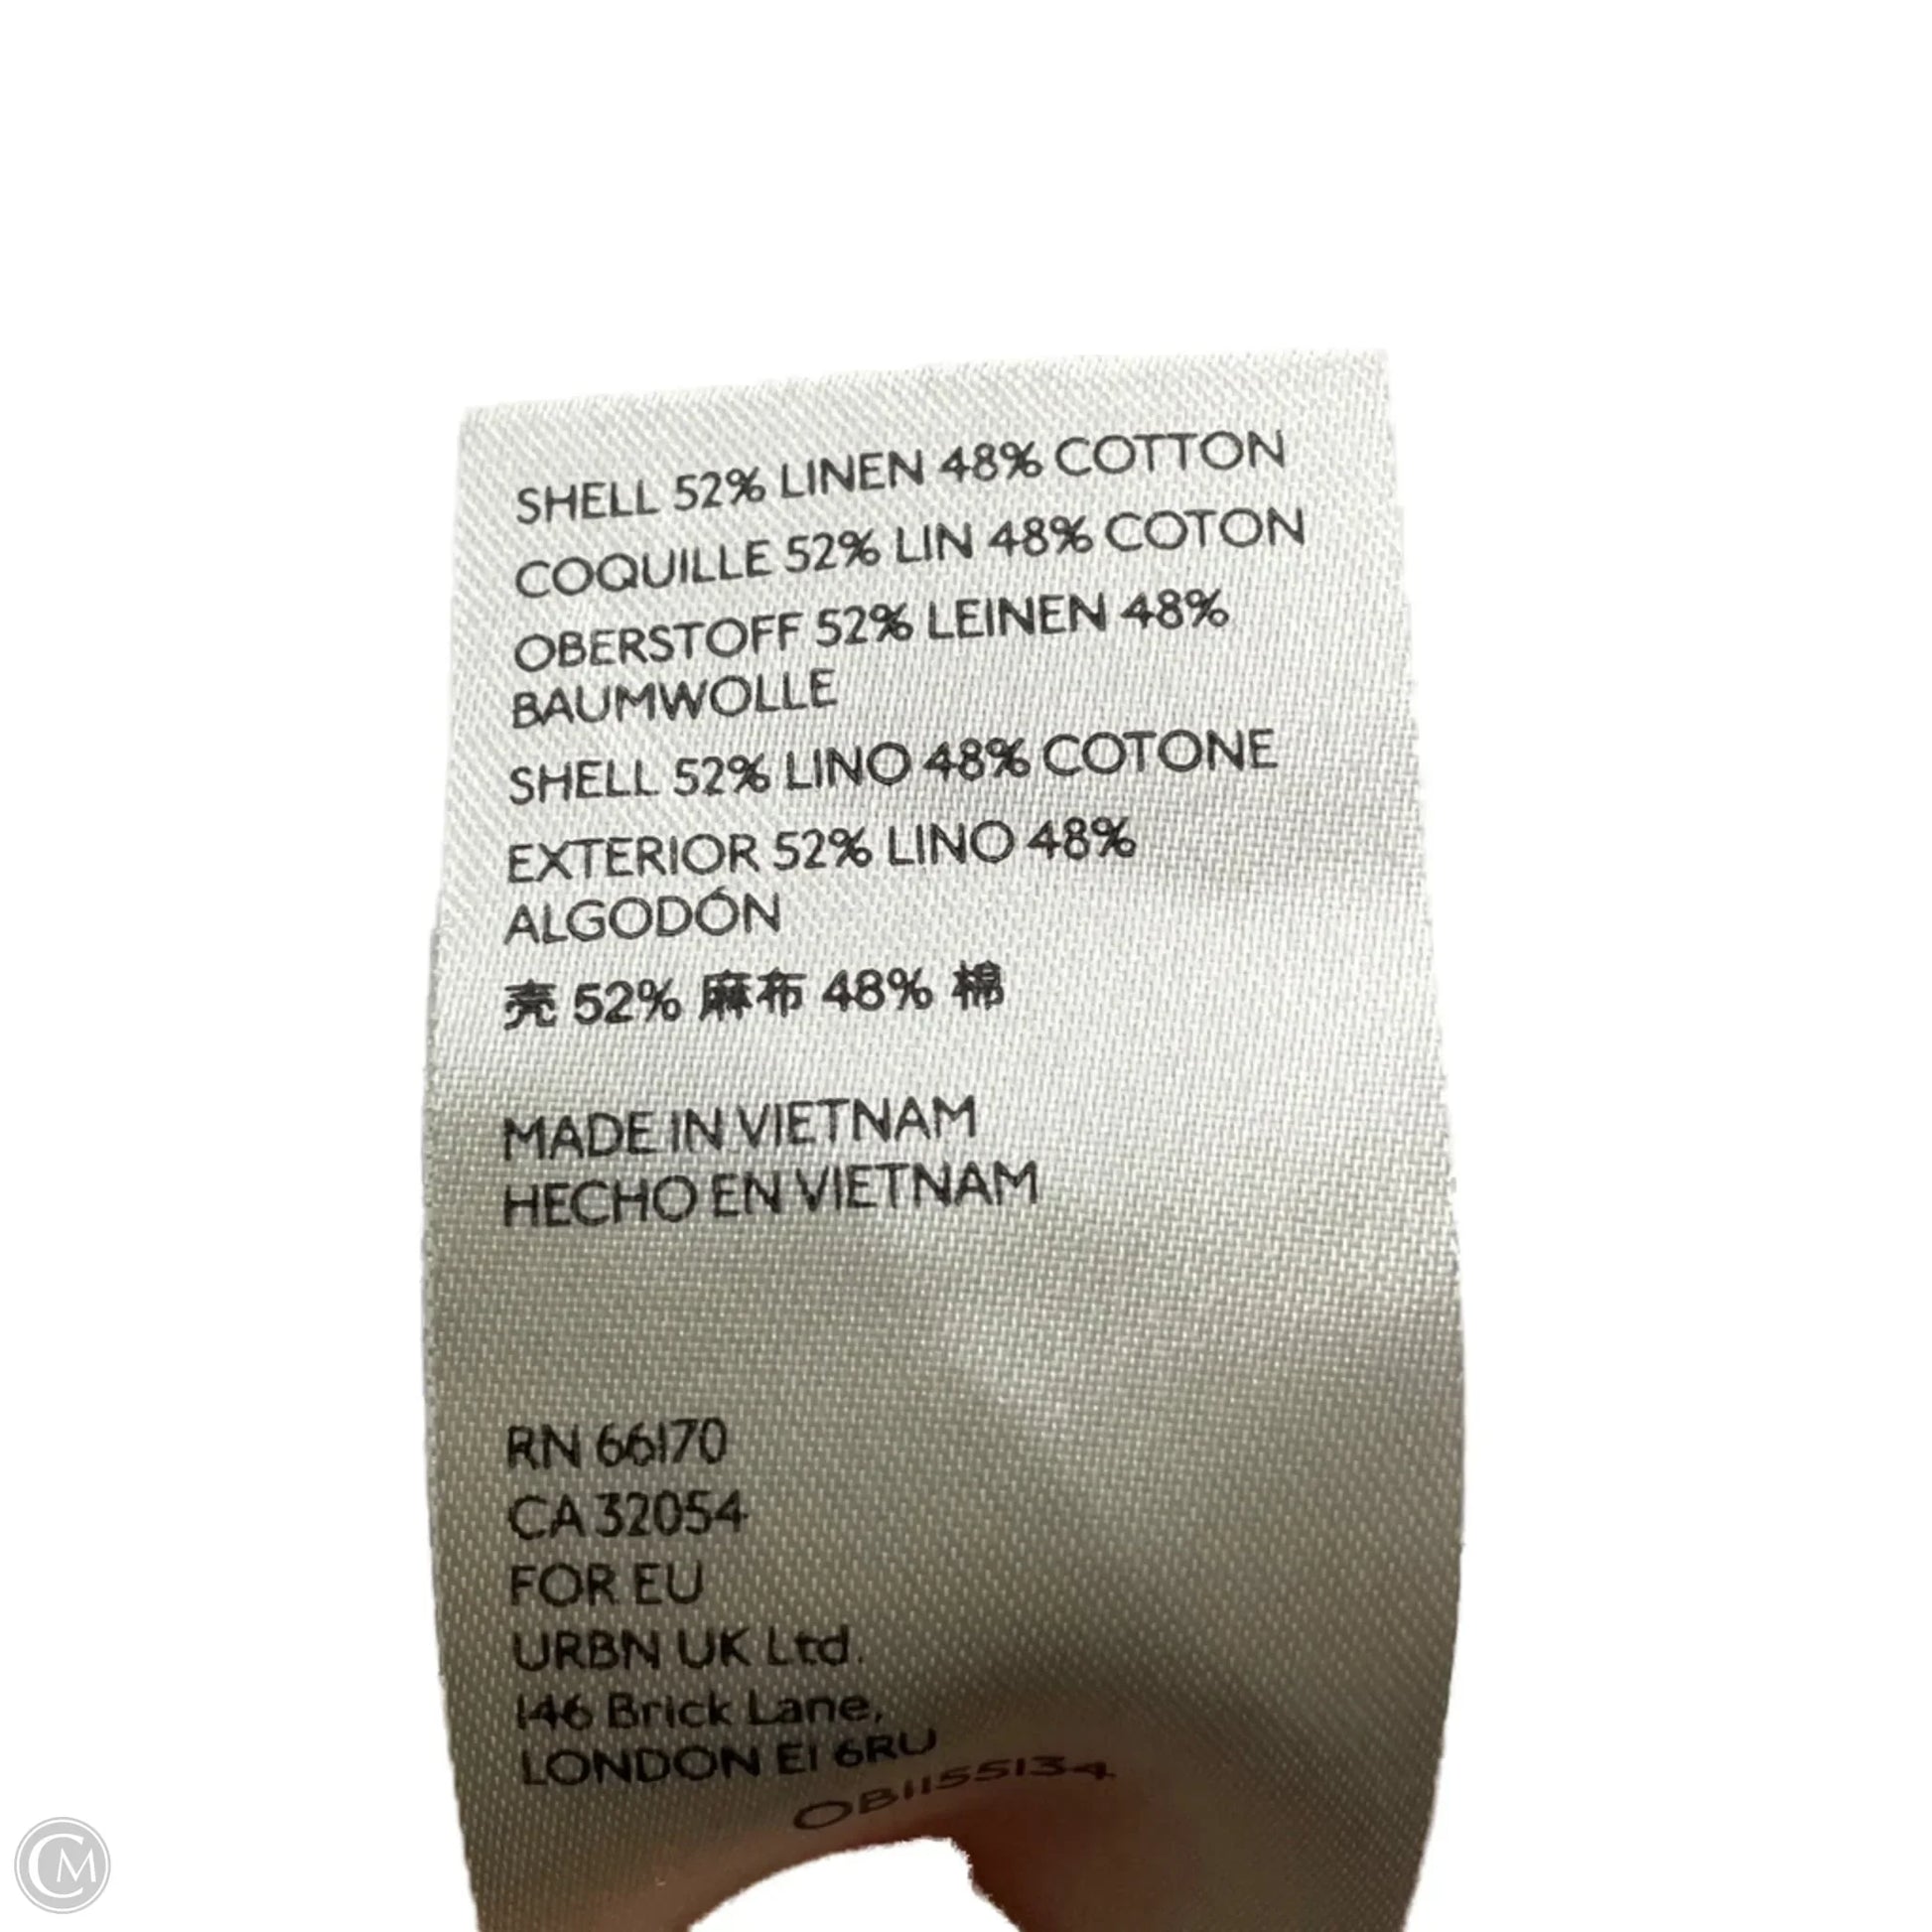 SHELL 52% LINEN 48% COTTON
COQUILLE 52% LIN 48% COTON
OBERSTOFF 52% LEINEN 48%
BAUMWOLLE
SHELL 52% LINO 48% COTONE
EXTERIOR 52% LINO 48%
ALGODÓN
壳 52% 麻布 48% 棉
MADE IN VIETNAM
HECHO EN VIETNAM
RN 66170
CA 32054
FOR EU
URBN UK Ltd.
146 Brick Lane,
LONDON E1 6RU
OB1155134
CM